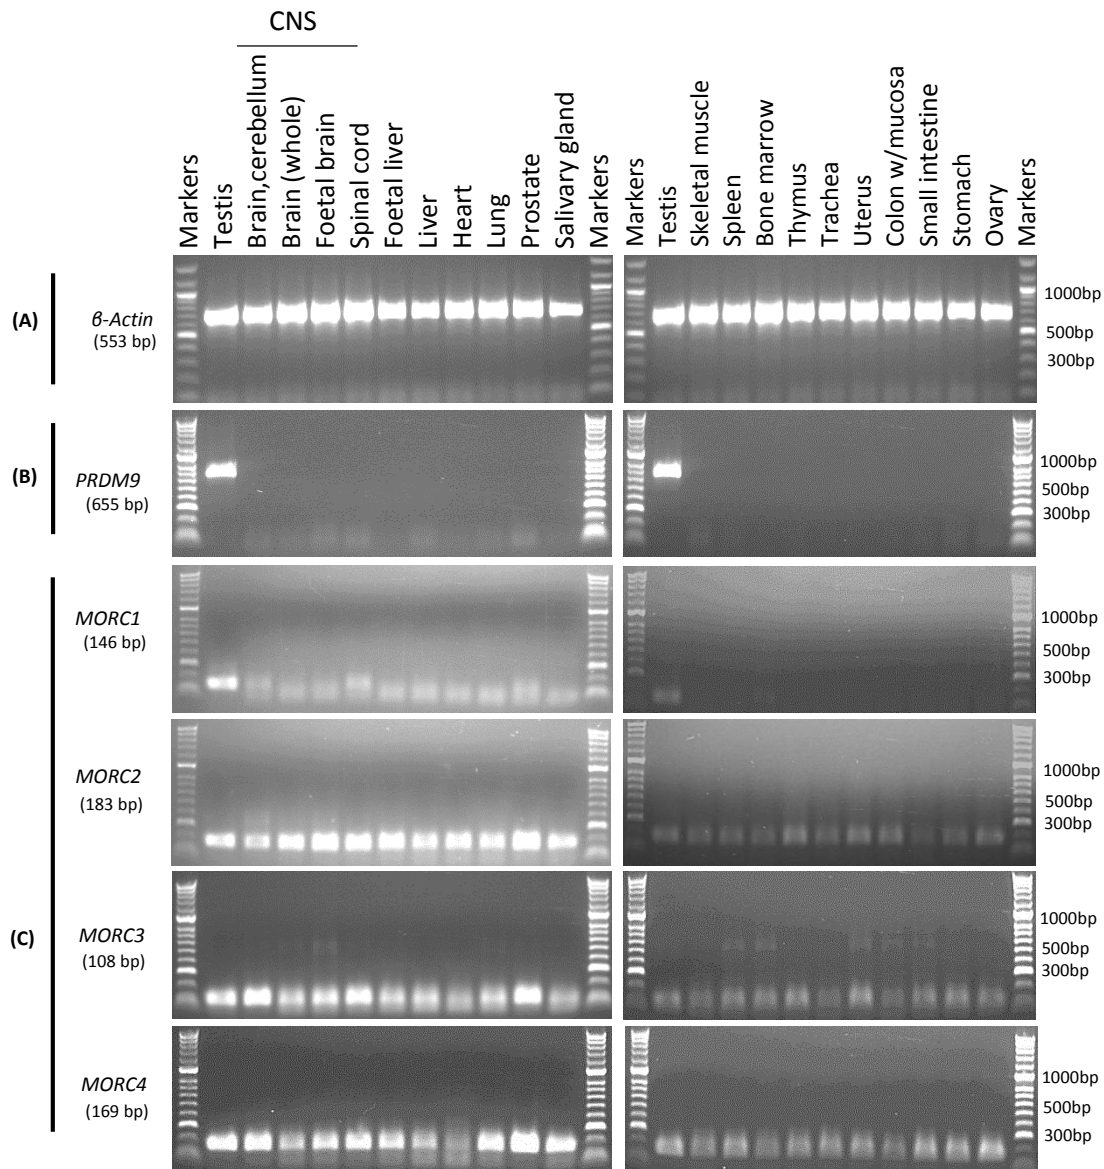 CNS
Markers
Testis
Brain,cerebellum
Brain (whole)
Foetal brain
Spinal cord
Foetal liver
Liver
Heart
Lung
Prostate
Salivary gland
Markers
Markers
Testis
Skeletal muscle
Spleen
Bone marrow
Thymus
Trachea
Uterus
Colon w/mucosa
Small intestine
Stomach
Ovary
Markers
(A)
β-Actin
(553 bp)
1000bp
500bp
300bp
(B)
PRDM9
(655 bp)
1000bp
500bp
300bp
(C)
MORC1
(146 bp)
1000bp
500bp
300bp
MORC2
(183 bp)
1000bp
500bp
300bp
MORC3
(108 bp)
1000bp
500bp
300bp
MORC4
(169 bp)
1000bp
500bp
300bp